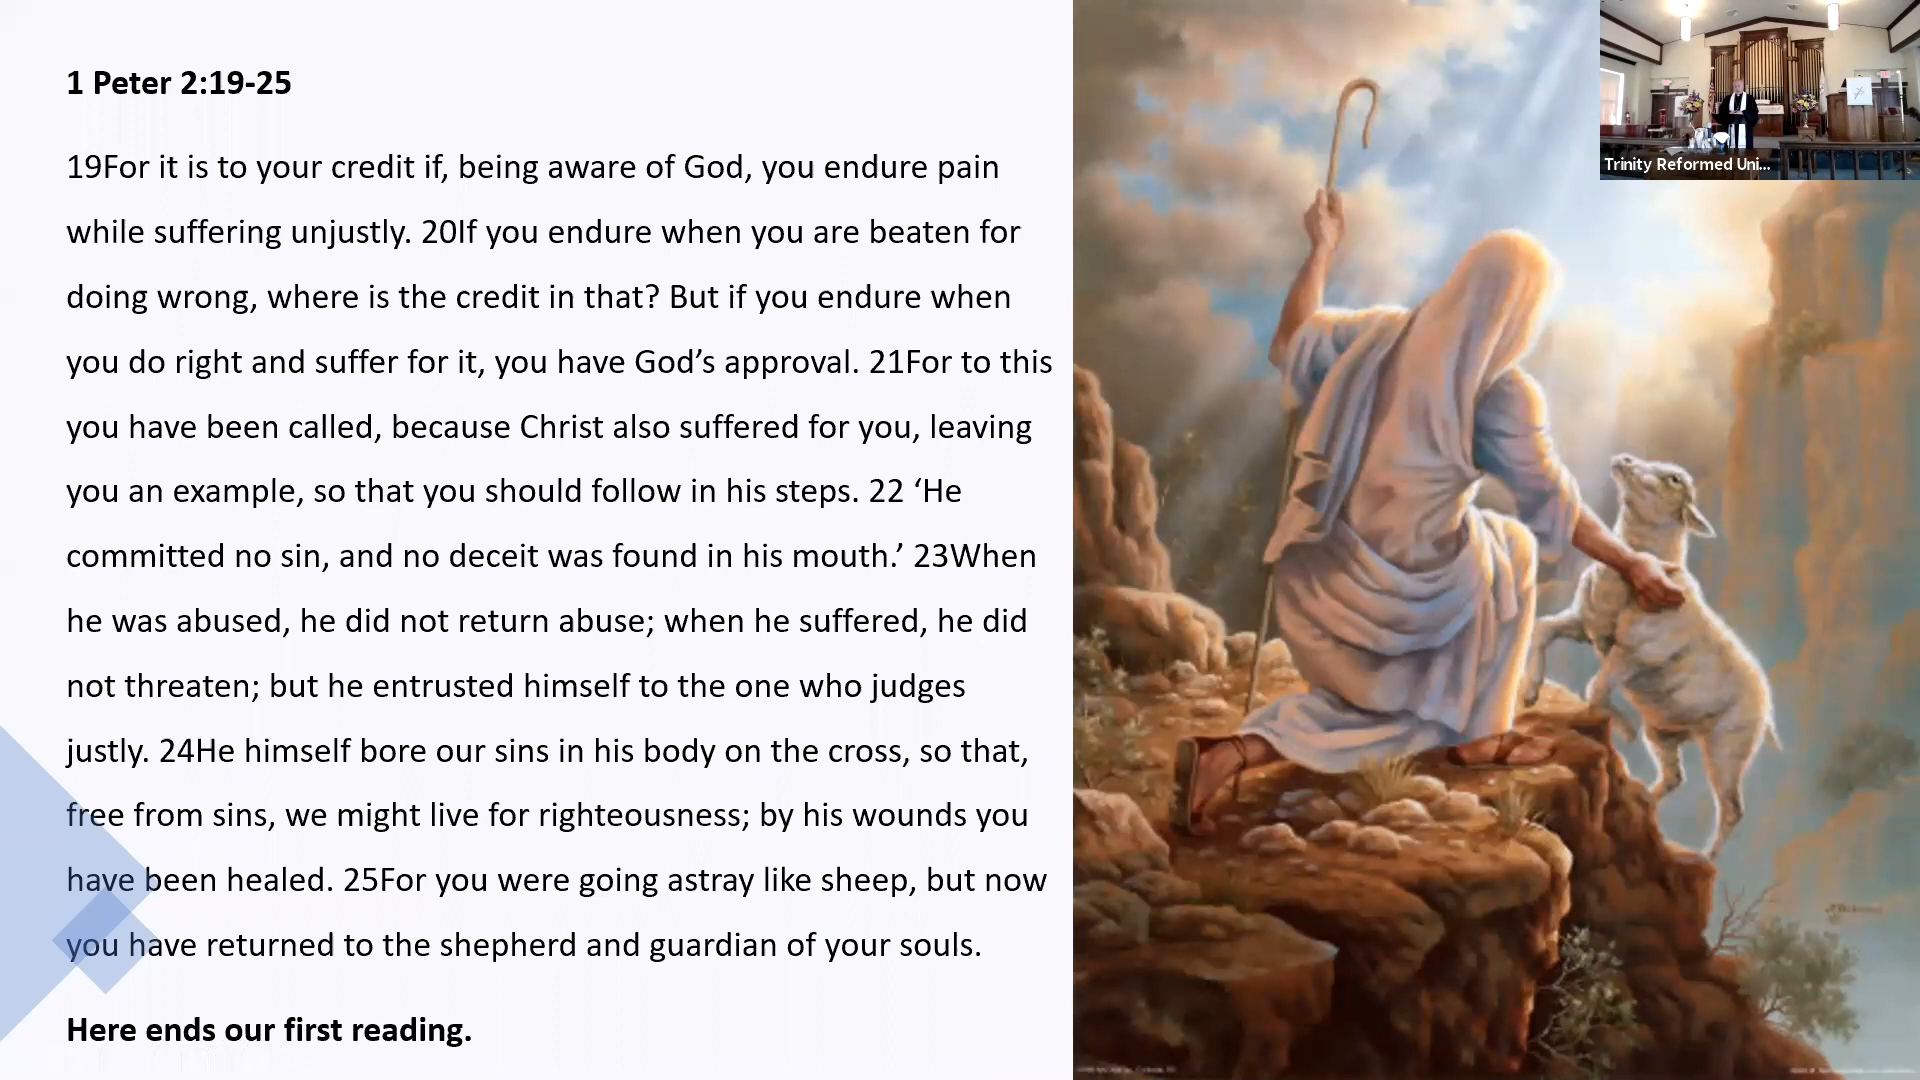 1 Peter 2:19-25
19For it is to your credit if, being aware of God, you endure pain
while suffering unjustly. 20If you endure when you are beaten for
doing wrong, where is the credit in that? But if you endure when
you do right and suffer for it, you have God’s approval. 21For to this
you have been called, because Christ also suffered for you, leaving
you an example, so that you should follow in his steps. 22 ‘He
committed no sin, and no deceit was found in his mouth.’ 23When
he was abused, he did not return abuse; when he suffered, he did
not threaten; but he entrusted himself to the one who judges
justly. 24He himself bore our sins in his body on the cross, so that,
free from sins, we might live for righteousness; by his wounds you
have been healed. 25For you were going astray like sheep, but now
you have returned to the shepherd and guardian of your souls.
Here ends our first reading.
Trinity Reformed Uni...